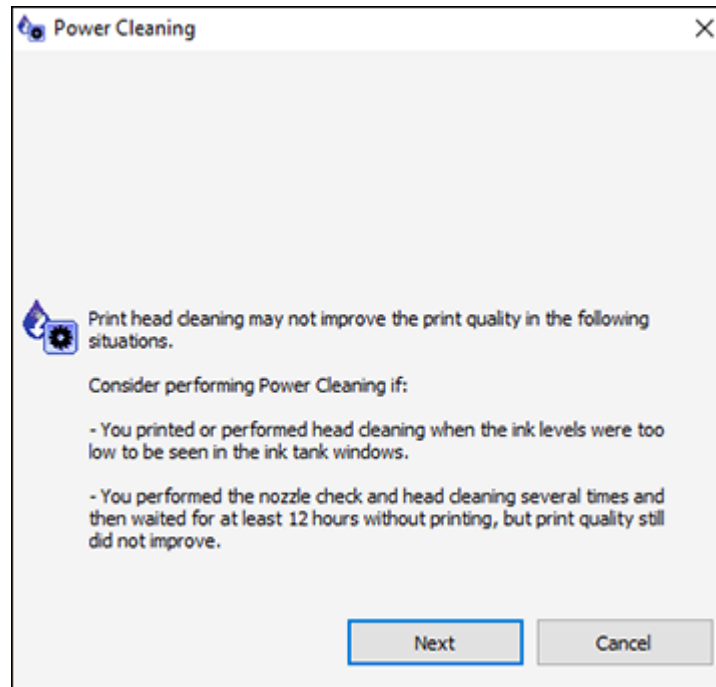 Power Cleaning
Print head cleaning may not improve the print quality in the following
situations.
Consider performing Power Cleaning if:
- You printed or performed head cleaning when the ink levels were too
low to be seen in the ink tank windows.
- You performed the nozzle check and head cleaning several times and
then waited for at least 12 hours without printing, but print quality still
did not improve.
Next
Cancel